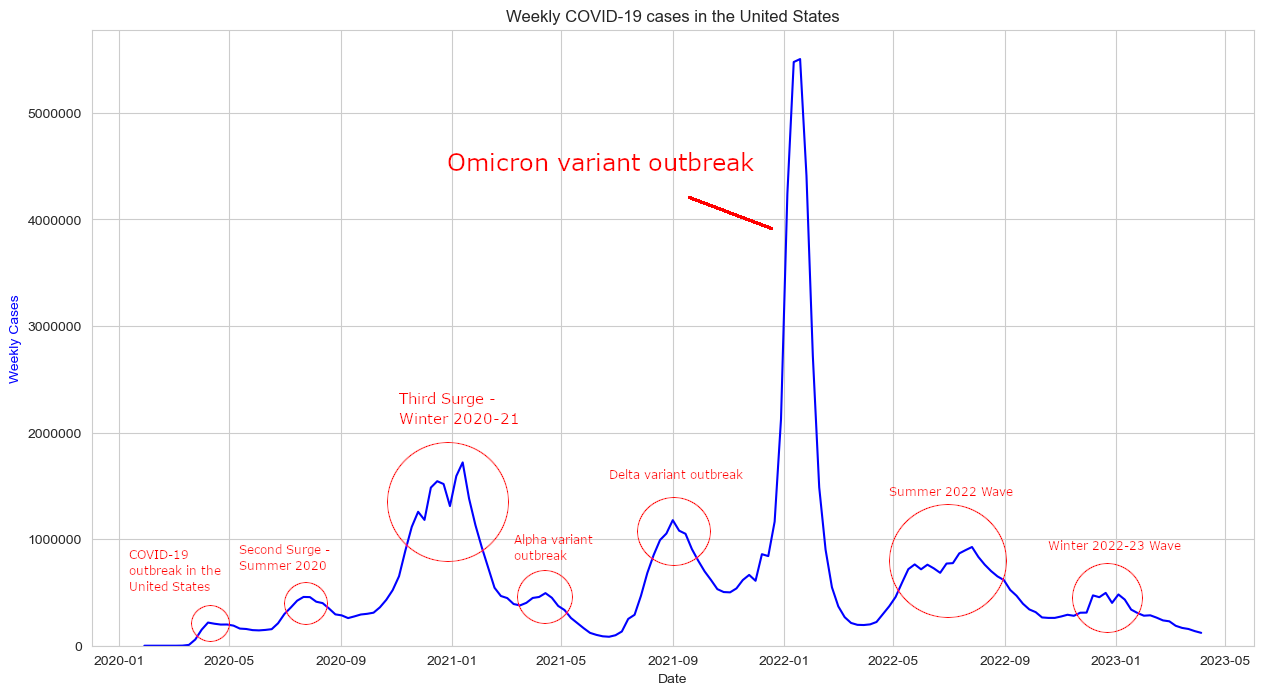 Weekly COVID-19 cases in the United States
Weekly Cases
5000000
4000000
3000000
2000000
1000000
0
Omicron variant outbreak
Third Surge -
Winter 2020-21
Delta variant outbreak
Summer 2022 Wave
Alpha variant
outbreak
Winter 2022-23 Wave
Second Surge -
Summer 2020
COVID-19
outbreak in the
United States
2020-01
2020-05
2020-09
2021-01
2021-05
2021-09
2022-01
2022-05
2022-09
2023-01
2023-05
Date